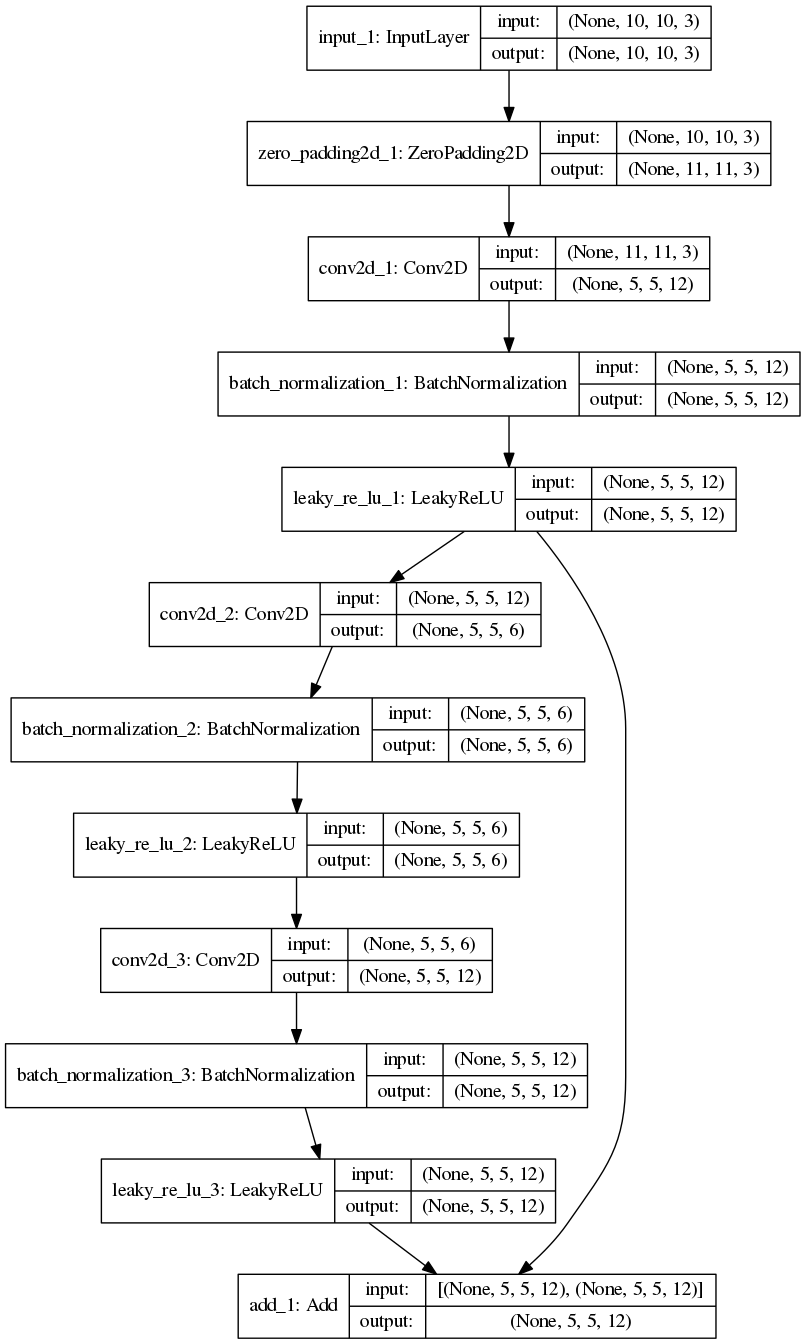 input_1: InputLayer
input: (None, 10, 10, 3)
output: (None, 10, 10, 3)
zero_padding2d_1: ZeroPadding2D
input: (None, 10, 10, 3)
output: (None, 11, 11, 3)
conv2d_1: Conv2D
input: (None, 11, 11, 3)
output: (None, 5, 5, 12)
batch_normalization_1: BatchNormalization
input: (None, 5, 5, 12)
output: (None, 5, 5, 12)
leaky_re_lu_1: LeakyReLU
input: (None, 5, 5, 12)
output: (None, 5, 5, 12)
conv2d_2: Conv2D
input: (None, 5, 5, 12)
output: (None, 5, 5, 6)
batch_normalization_2: BatchNormalization
input: (None, 5, 5, 6)
output: (None, 5, 5, 6)
leaky_re_lu_2: LeakyReLU
input: (None, 5, 5, 6)
output: (None, 5, 5, 6)
conv2d_3: Conv2D
input: (None, 5, 5, 6)
output: (None, 5, 5, 12)
batch_normalization_3: BatchNormalization
input: (None, 5, 5, 12)
output: (None, 5, 5, 12)
leaky_re_lu_3: LeakyReLU
input: (None, 5, 5, 12)
output: (None, 5, 5, 12)
add_1: Add
input: [(None, 5, 5, 12), (None, 5, 5, 12)]
output: (None, 5, 5, 12)